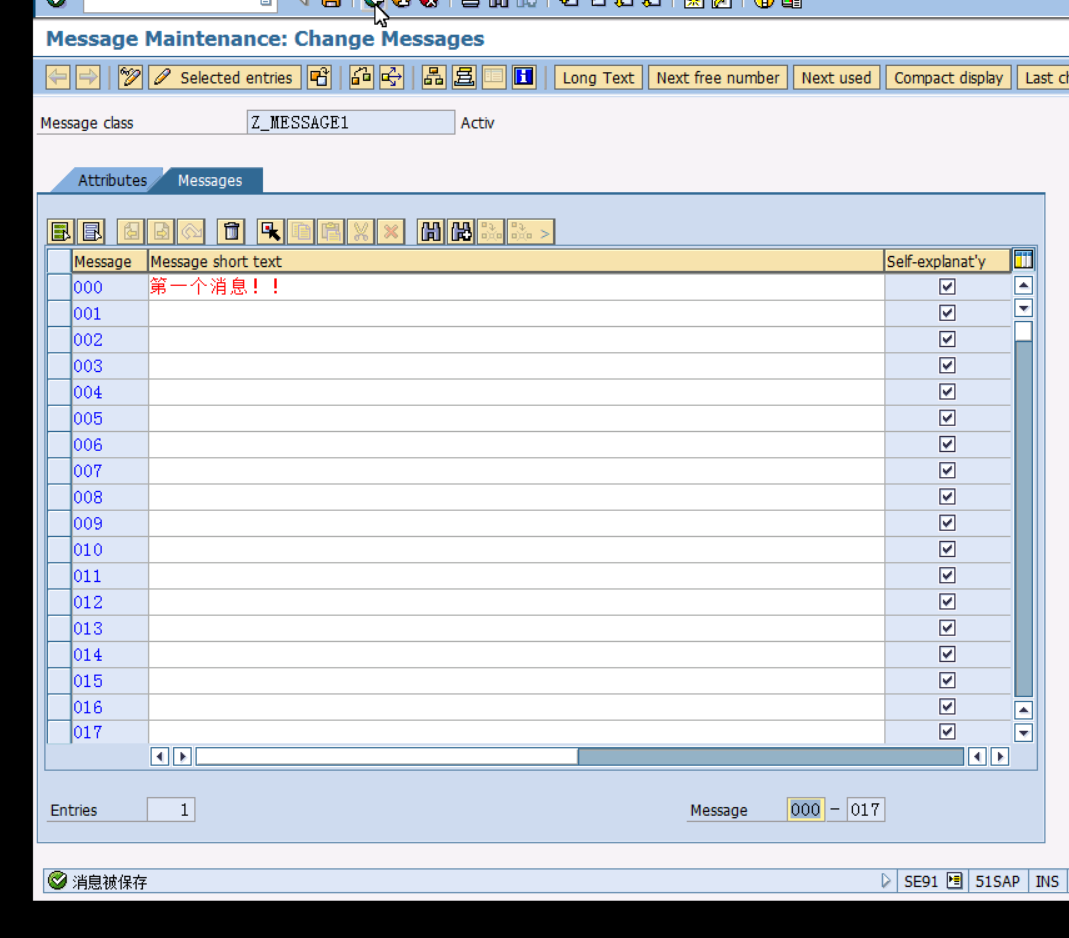 Message Maintenance: Change Messages
Selected entries Long Text Next free number Next used Compact display Last ch
Message class Z_MESSAGE1 Activ
Attributes Messages
Message Message short text Self-explanat'y
000 第一个消息！！
001
002
003
004
005
006
007
008
009
010
011
012
013
014
015
016
017
Entries 1 Message 000 - 017
消息被保存 SE91 51SAP INS